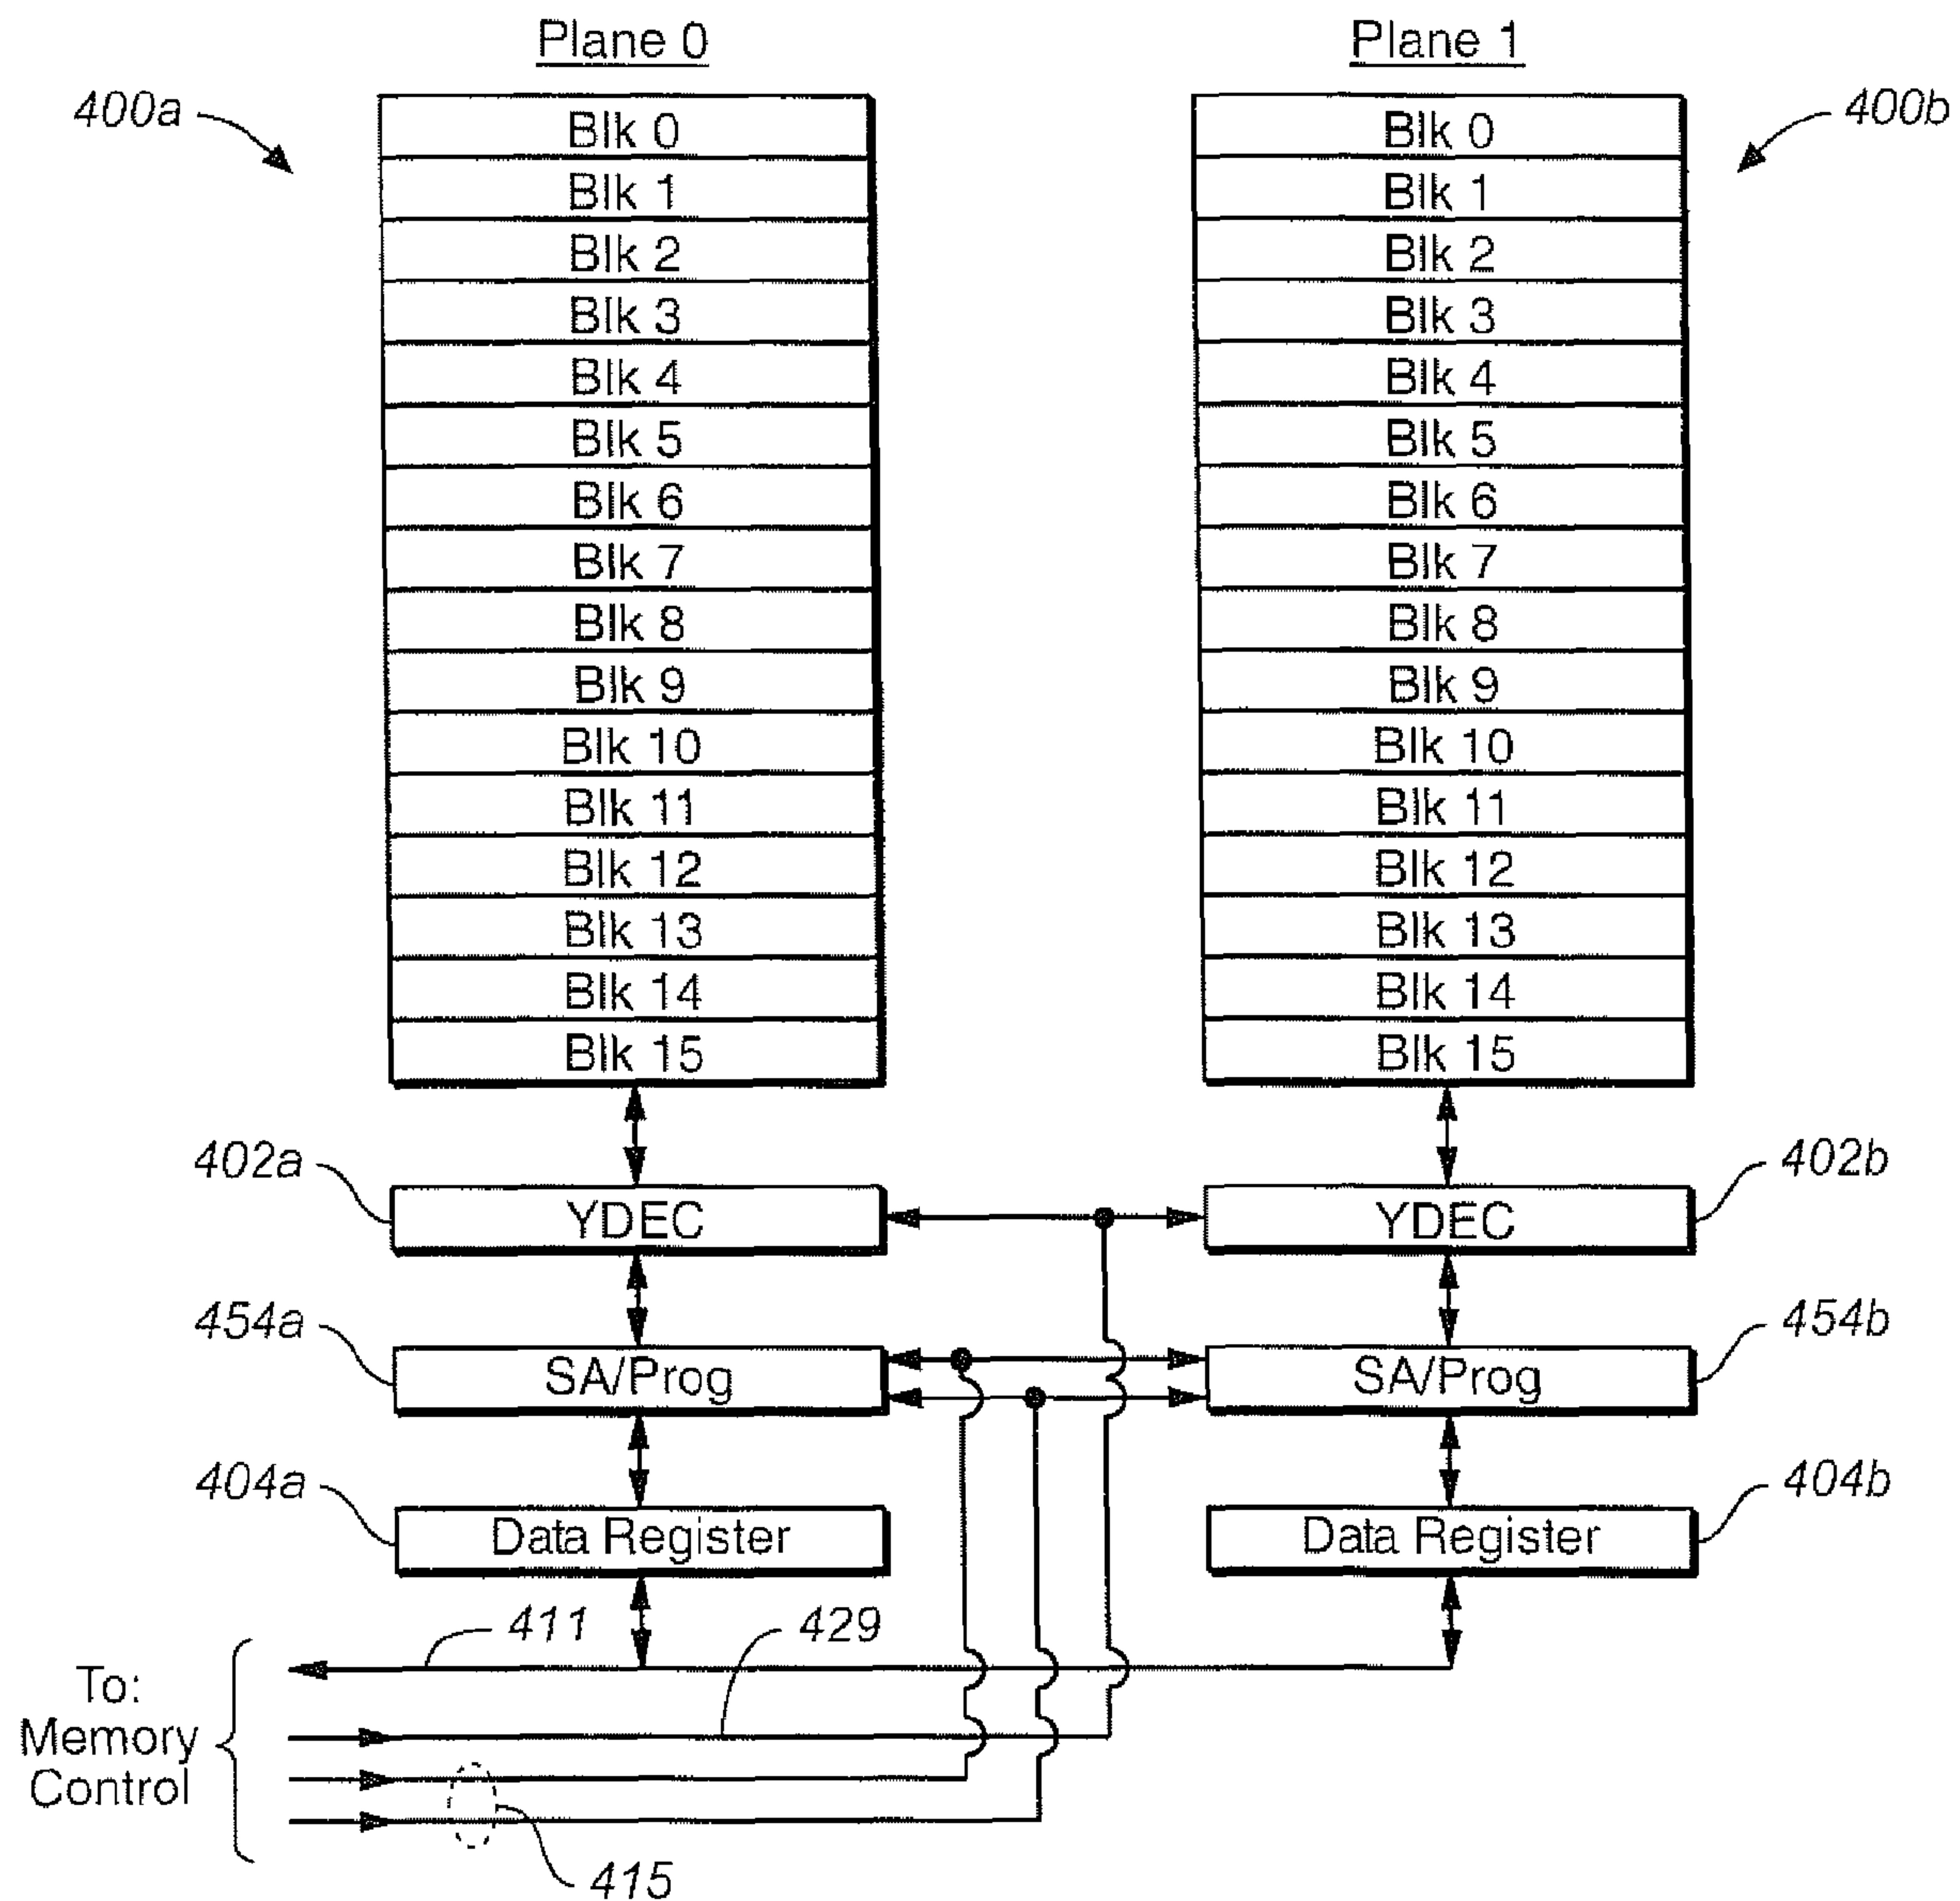 Plane 0 Plane 1
400a 400b
Blk 0 Blk 0
Blk 1 Blk 1
Blk 2 Blk 2
Blk 3 Blk 3
Blk 4 Blk 4
Blk 5 Blk 5
Blk 6 Blk 6
Blk 7 Blk 7
Blk 8 Blk 8
Blk 9 Blk 9
Blk 10 Blk 10
Blk 11 Blk 11
Blk 12 Blk 12
Blk 13 Blk 13
Blk 14 Blk 14
Blk 15 Blk 15
402a 402b
YDEC YDEC
454a 454b
SA/Prog SA/Prog
404a 404b
Data Register Data Register
411 429
To:
Memory
Control
415